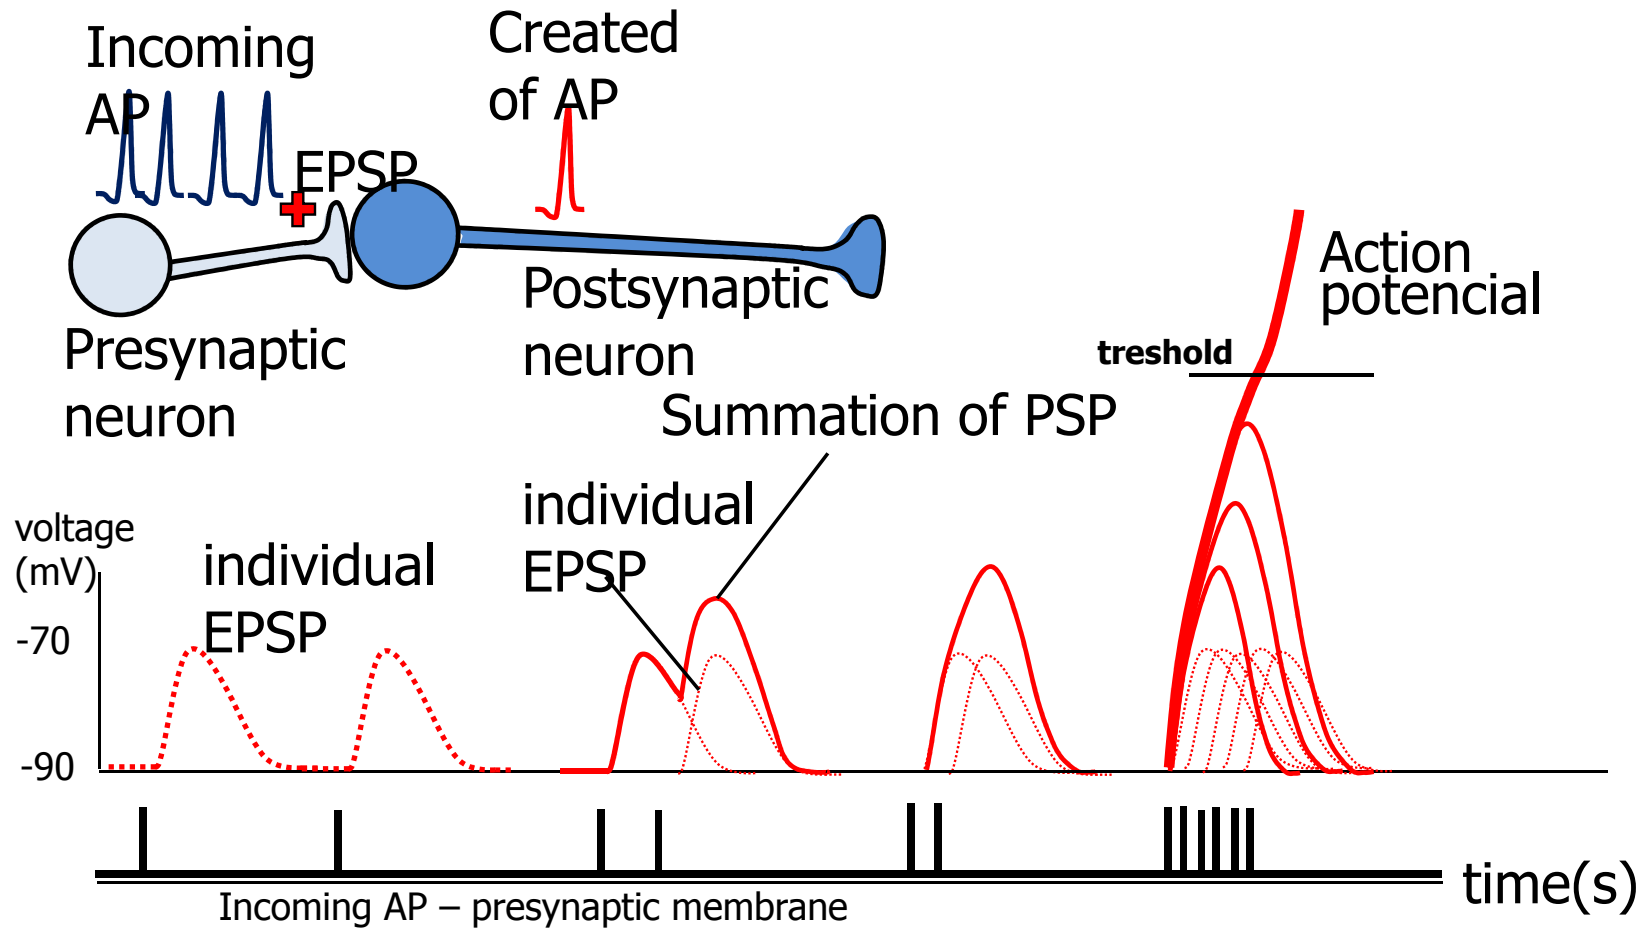 Incoming
AP
Created
of AP
EPSP
Presynaptic
neuron
Postsynaptic
neuron
Action
potencial
treshold
Summation of PSP
individual
EPSP
voltage
(mV)
individual
EPSP
-70
-90
time(s)
Incoming AP – presynaptic membrane